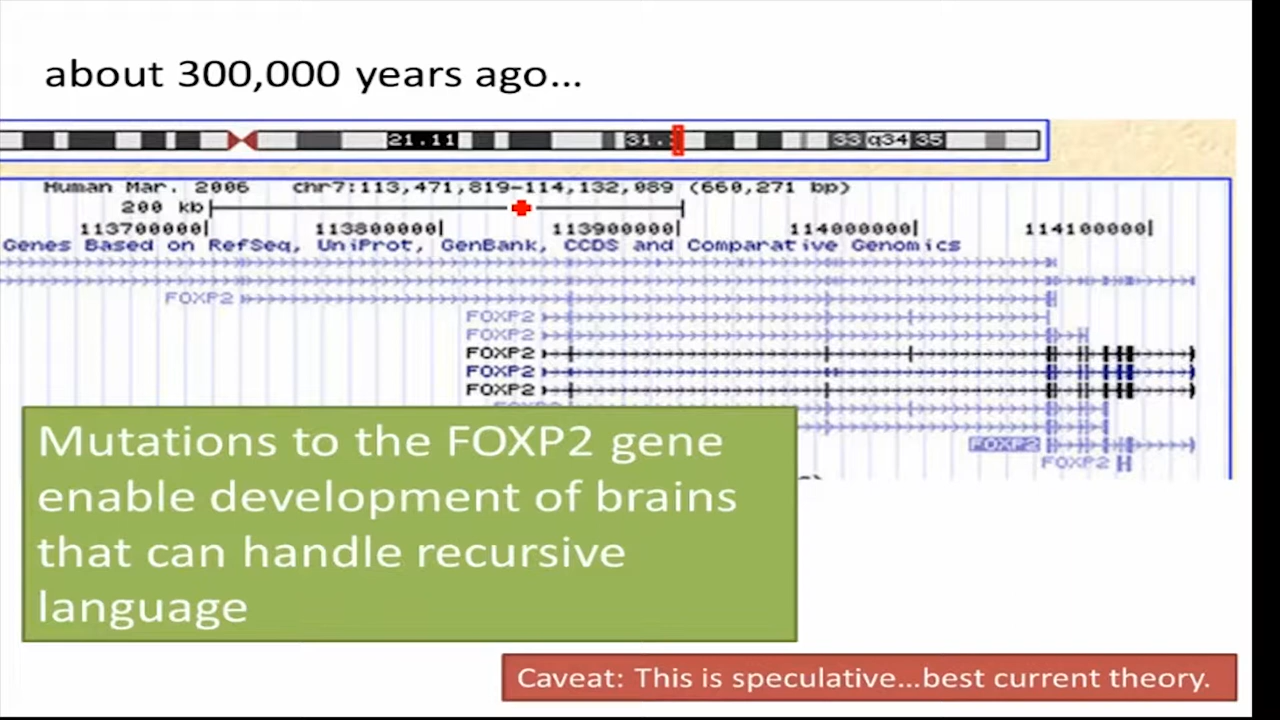 about 300,000 years ago...
21.11 31. 33 q34 35
Human Mar. 2006 chr7:113,471,819-114,132,089 (660,271 bp)
200 kb
113700000| 113800000| 113900000| 114000000| 114100000|
Genes Based on RefSeq, UniProt, GenBank, CCDS and Comparative Genomics
FOXP2
FOXP2
FOXP2
FOXP2
FOXP2
FOXP2
FOXP2
FOXP2
Mutations to the FOXP2 gene
enable development of brains
that can handle recursive
language
Caveat: This is speculative...best current theory.